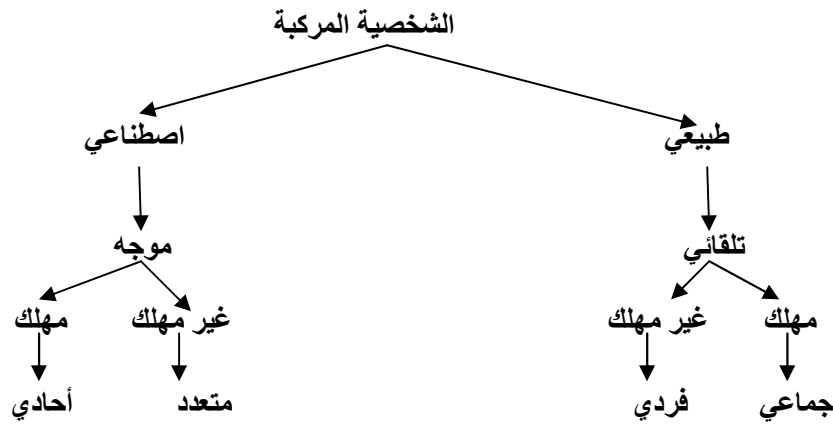 الشخصية المركبة
طبيعي اصطناعي
تلقائي موجه
مهلك غير مهلك غير مهلك مهلك
جماعي فردي متعدد أحادي